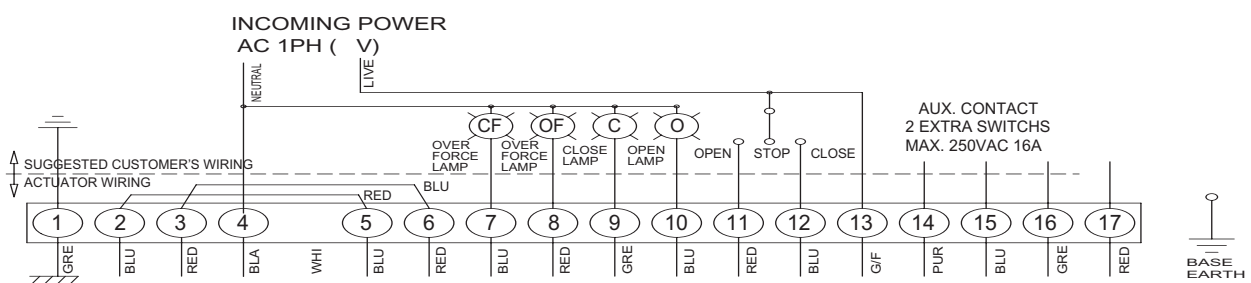 INCOMING POWER
AC 1PH ( V)
NEUTRAL
LIVE
CF
OF
C
O
OVER
FORCE
LAMP
OVER
FORCE
LAMP
CLOSE
LAMP
OPEN
LAMP
OPEN
STOP
CLOSE
AUX. CONTACT
2 EXTRA SWITCHS
MAX. 250VAC 16A
SUGGESTED CUSTOMER'S WIRING
ACTUATOR WIRING
RED
BLU
1
2
3
4
5
6
7
8
9
10
11
12
13
14
15
16
17
GRE
BLU
RED
BLA
WHI
BLU
RED
BLU
RED
GRE
BLU
RED
BLU
G/F
PUR
BLU
GRE
RED
BASE
EARTH